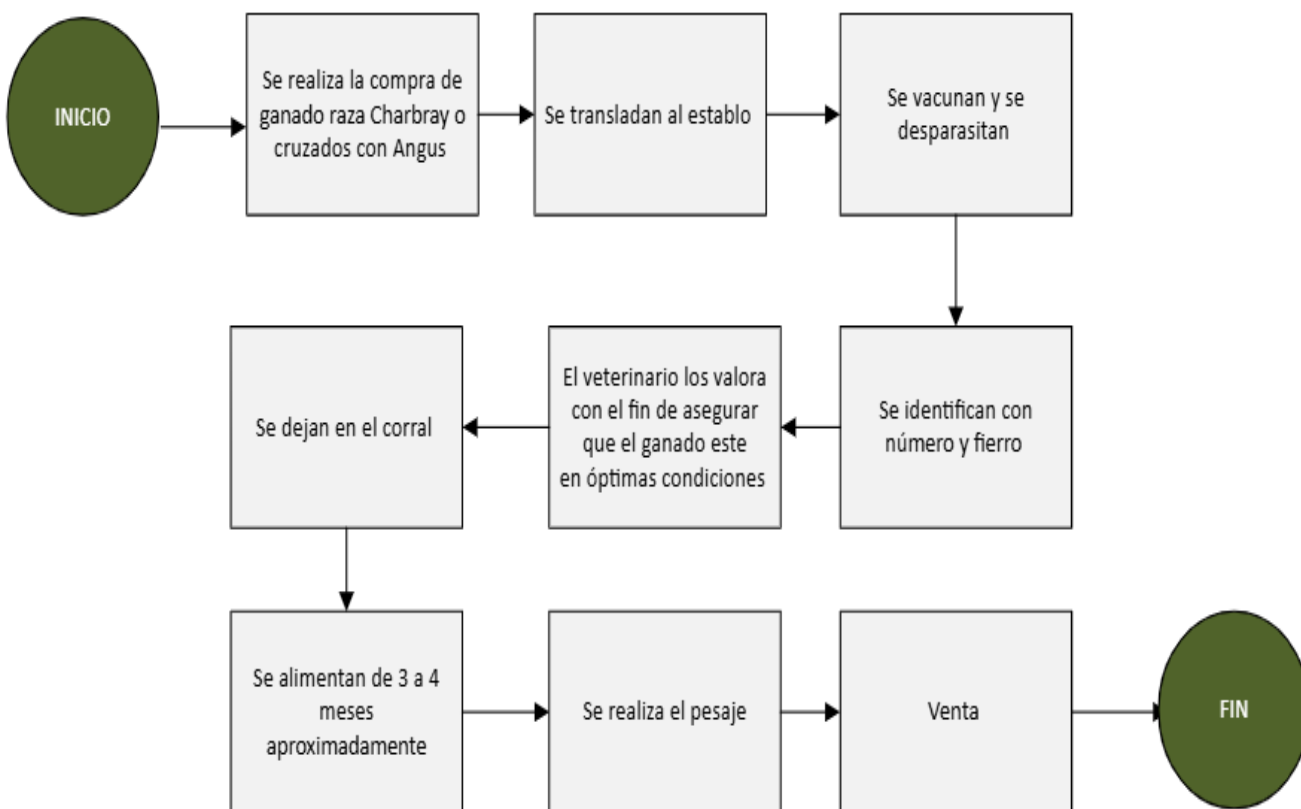 INICIO
Se realiza la compra de
ganado raza Charbray o
cruzados con Angus
Se transladan al establo
Se vacunan y se
desparasitan
Se identifican con
número y fierro
El veterinario los valora
con el fin de asegurar
que el ganado este
en óptimas condiciones
Se dejan en el corral
Se alimentan de 3 a 4
meses
aproximadamente
Se realiza el pesaje
Venta
FIN